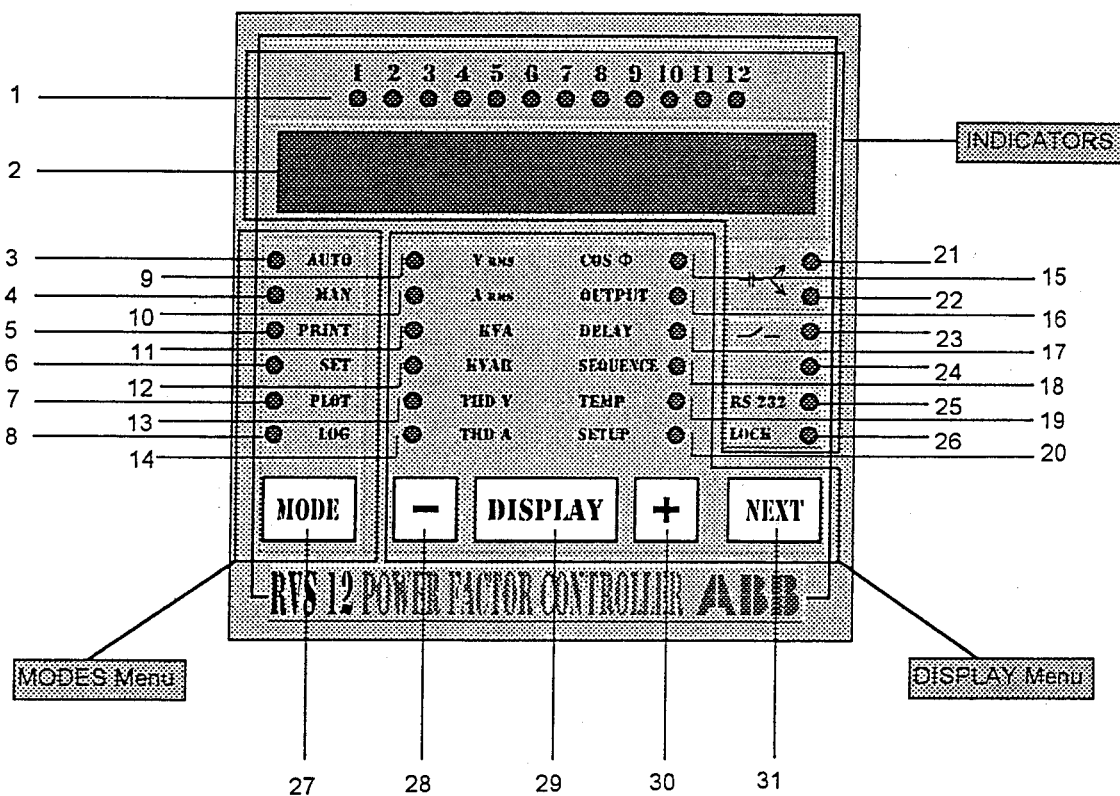 1 2 3 4 5 6 7 8 9 10 11 12
1
INDICATORS
2
3 AUTO V RMS COS Φ 21
9 15
4 MAN A RMS OUTPUT 22
10 16
5 PRINT KVA DELAY 23
11 17
6 SET KVAR SEQUENCE 24
12 18
7 PLOT THD V TEMP RS 232 25
13 19
8 LOG THD A SETUP LOCK 26
14 20
MODE - DISPLAY + NEXT
RVS 12 POWER FACTOR CONTROLLER ABB
MODES Menu DISPLAY Menu
27 28 29 30 31